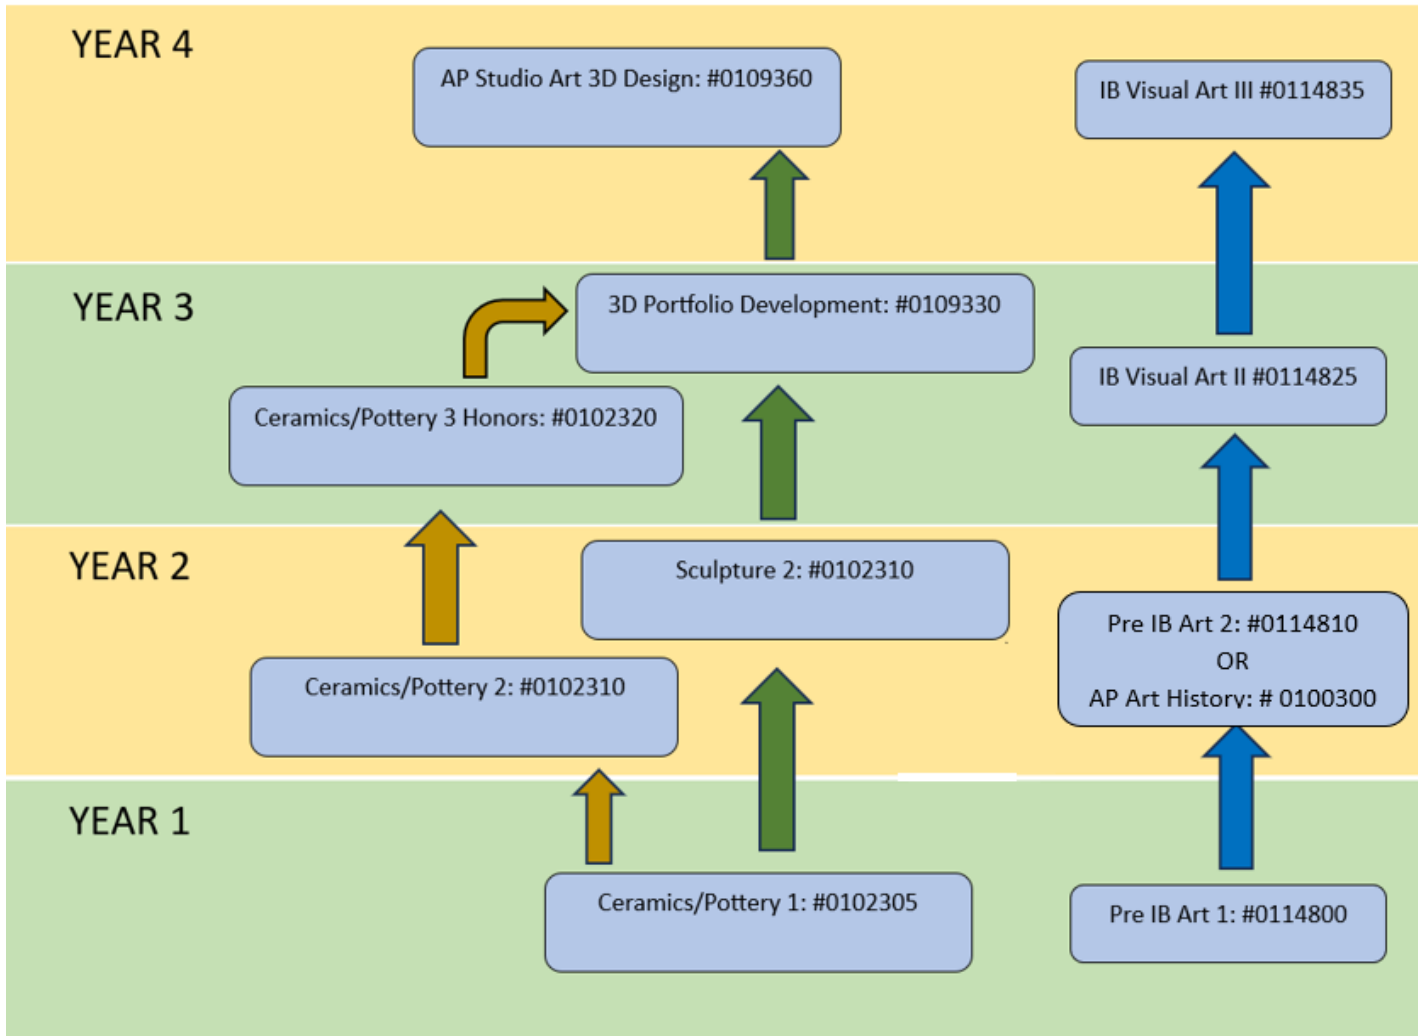 YEAR 4
AP Studio Art 3D Design: #0109360
IB Visual Art III #0114835
YEAR 3
3D Portfolio Development: #0109330
IB Visual Art II #0114825
Ceramics/Pottery 3 Honors: #0102320
YEAR 2
Sculpture 2: #0102310
Pre IB Art 2: #0114810
OR
AP Art History: # 0100300
Ceramics/Pottery 2: #0102310
YEAR 1
Ceramics/Pottery 1: #0102305
Pre IB Art 1: #0114800